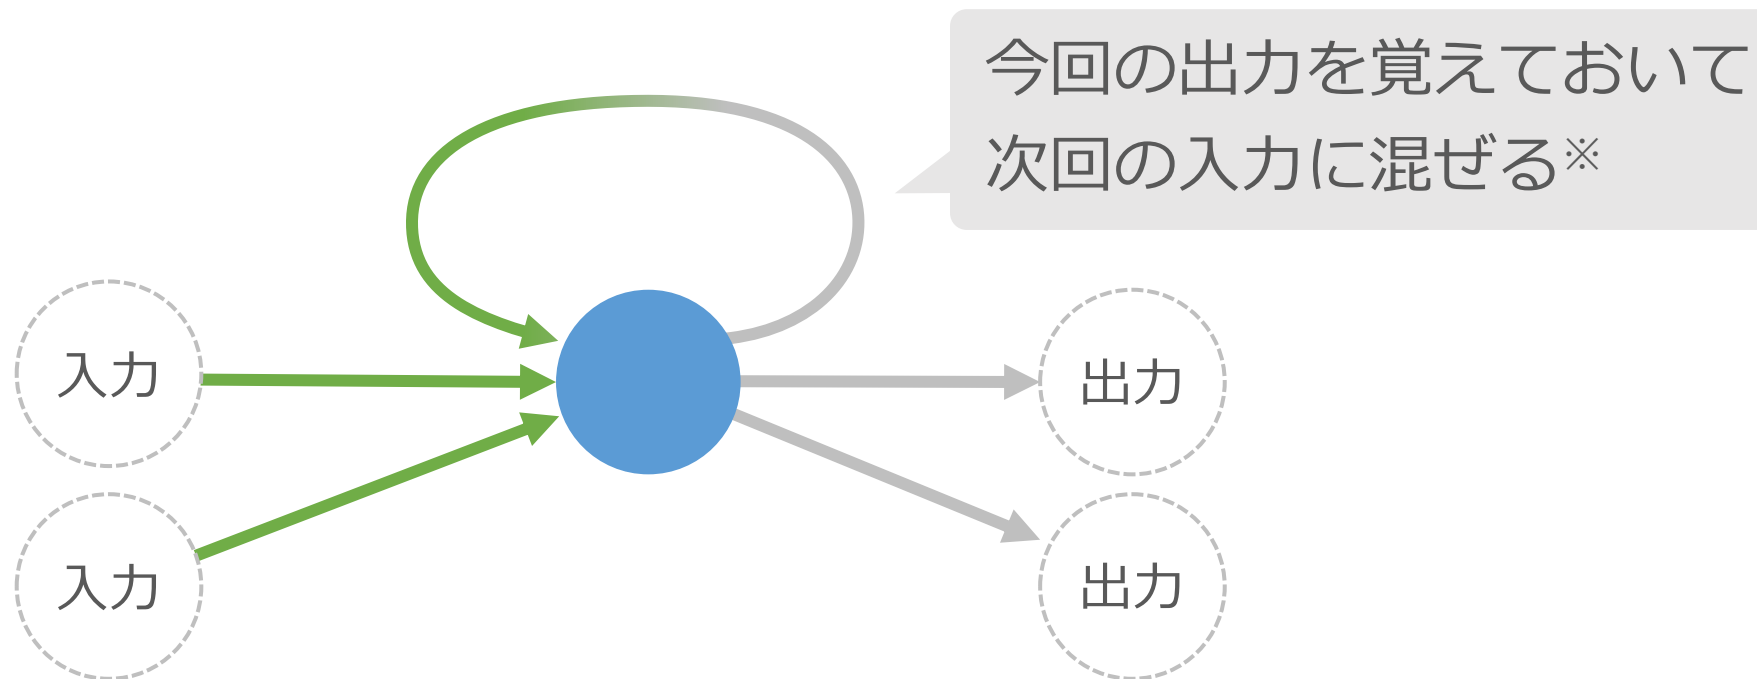 今回の出力を覚えておいて
次回の入力に混ぜる※
入力
出力
入力
出力